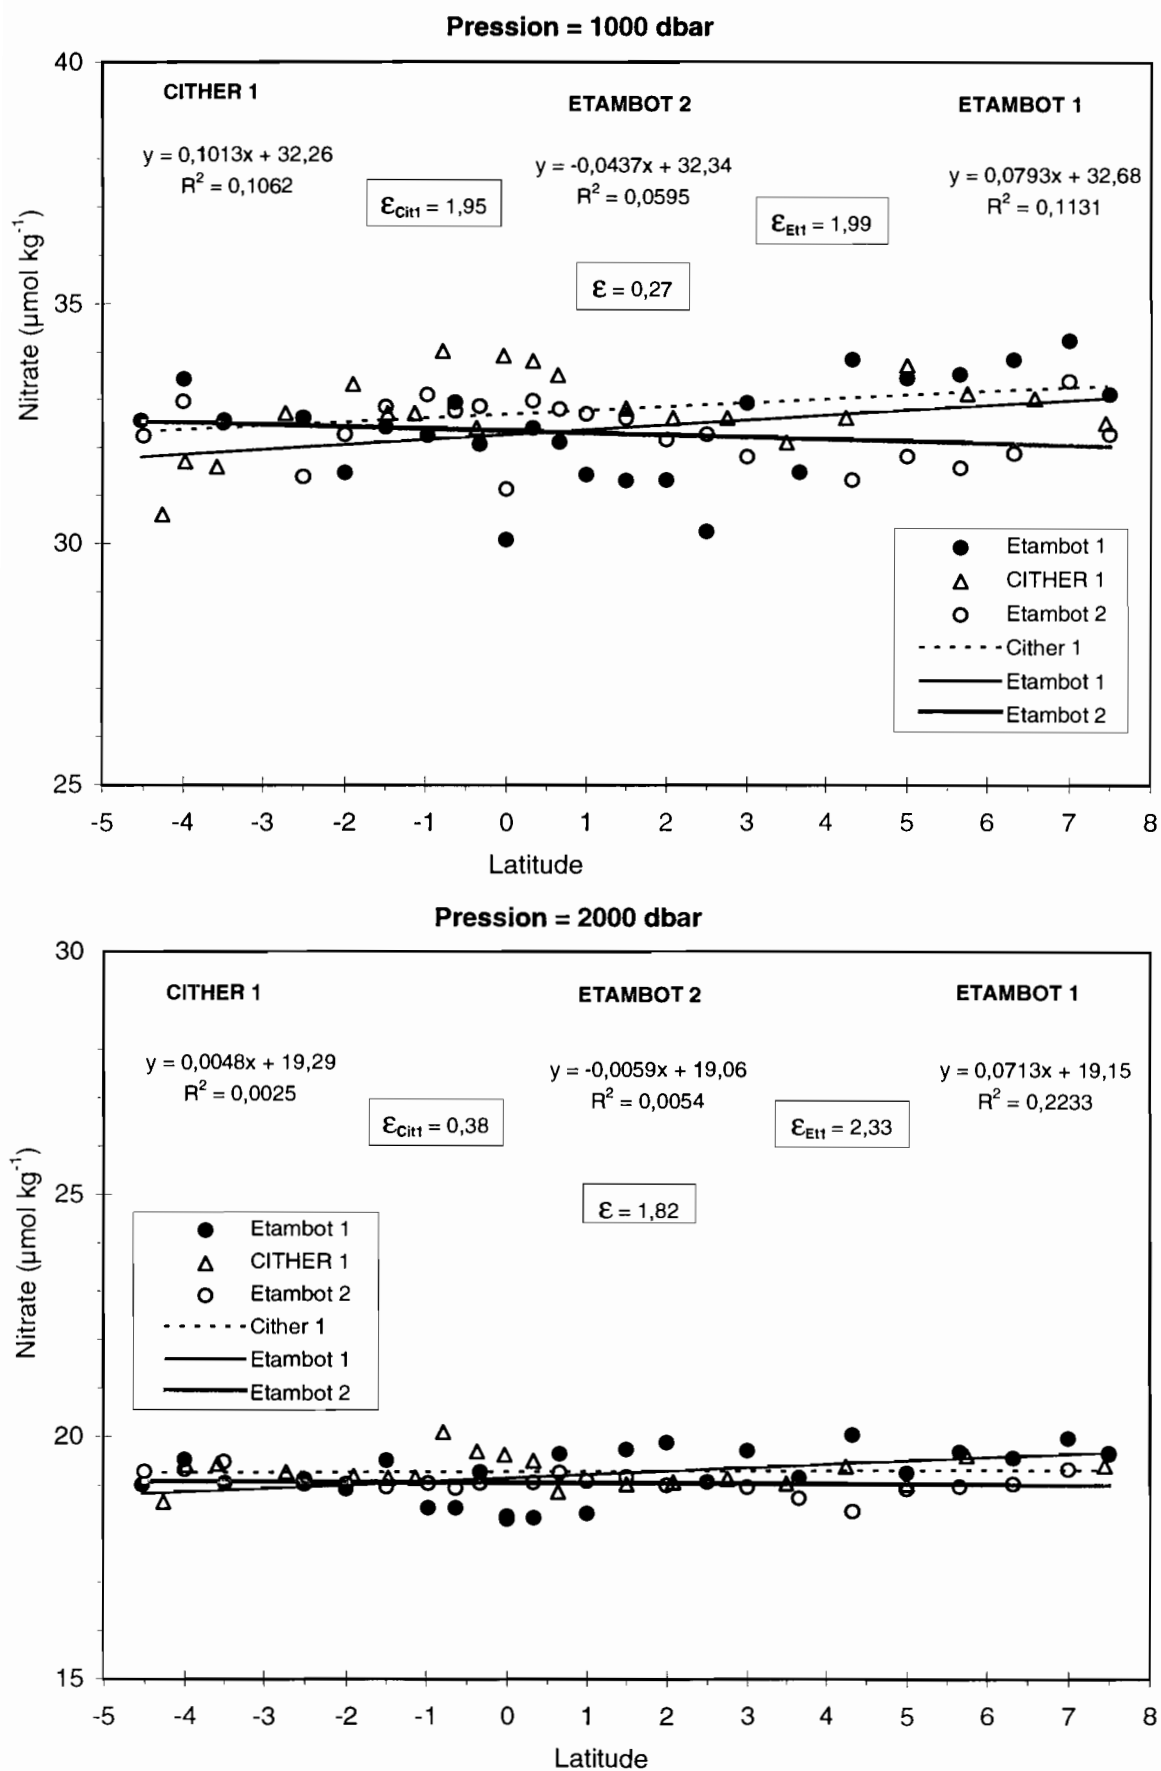 Pression = 1000 dbar
CITHER 1
ETAMBOT 2
ETAMBOT 1
y = 0,1013x + 32,26
R² = 0,1062
y = -0,0437x + 32,34
R² = 0,0595
y = 0,0793x + 32,68
R² = 0,1131
εCit1 = 1,95
εEt1 = 1,99
ε = 0,27
Nitrate (µmol kg⁻¹)
40
35
30
25
Etambot 1
CITHER 1
Etambot 2
Cither 1
Etambot 1
Etambot 2
-5 -4 -3 -2 -1 0 1 2 3 4 5 6 7 8
Latitude
Pression = 2000 dbar
CITHER 1
ETAMBOT 2
ETAMBOT 1
y = 0,0048x + 19,29
R² = 0,0025
y = -0,0059x + 19,06
R² = 0,0054
y = 0,0713x + 19,15
R² = 0,2233
εCit1 = 0,38
εEt1 = 2,33
ε = 1,82
Nitrate (µmol kg⁻¹)
30
25
20
15
Etambot 1
CITHER 1
Etambot 2
Cither 1
Etambot 1
Etambot 2
-5 -4 -3 -2 -1 0 1 2 3 4 5 6 7 8
Latitude